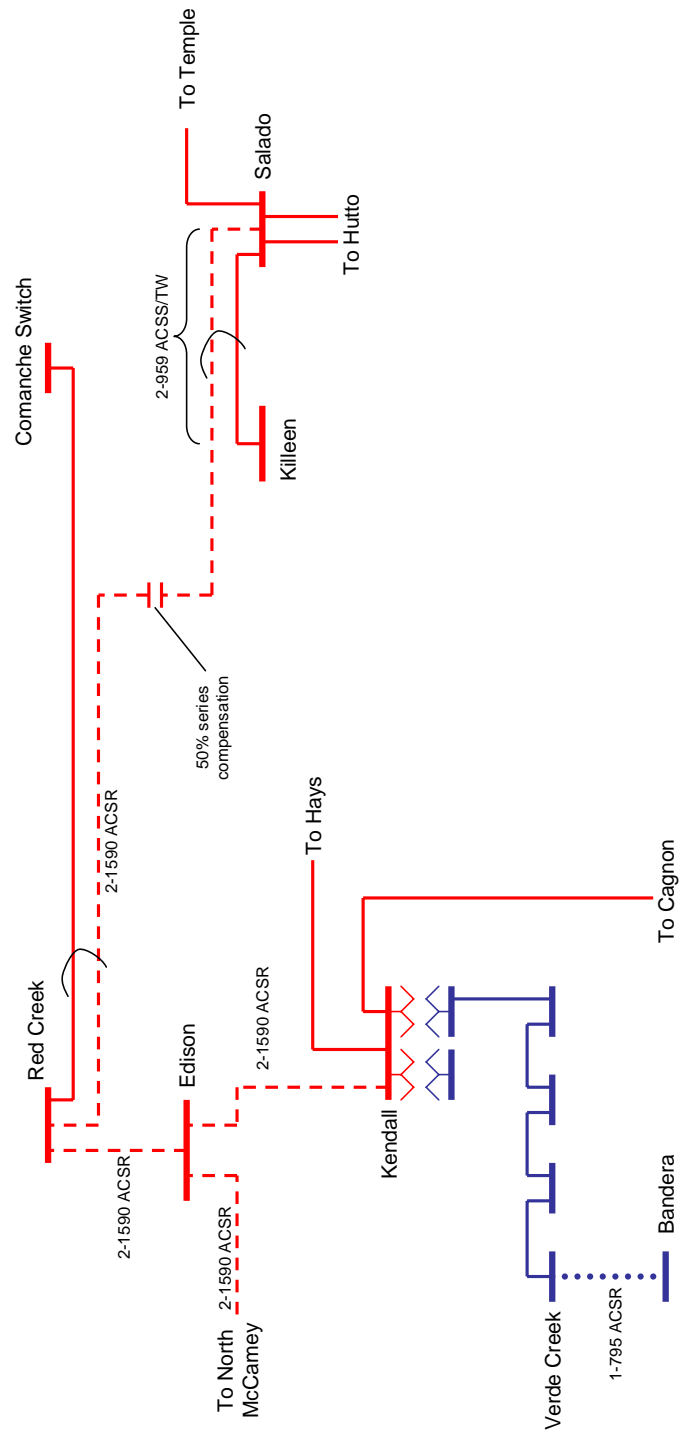 Comanche Switch
To Temple
Salado
2-959 ACSS/TW
To Hutto
Killeen
50% series
compensation
2-1590 ACSR
Red Creek
To Hays
Edison
2-1590 ACSR
2-1590 ACSR
Kendall
To Cagnon
2-1590 ACSR
To North
McCamey
Verde Creek
Bandera
1-795 ACSR